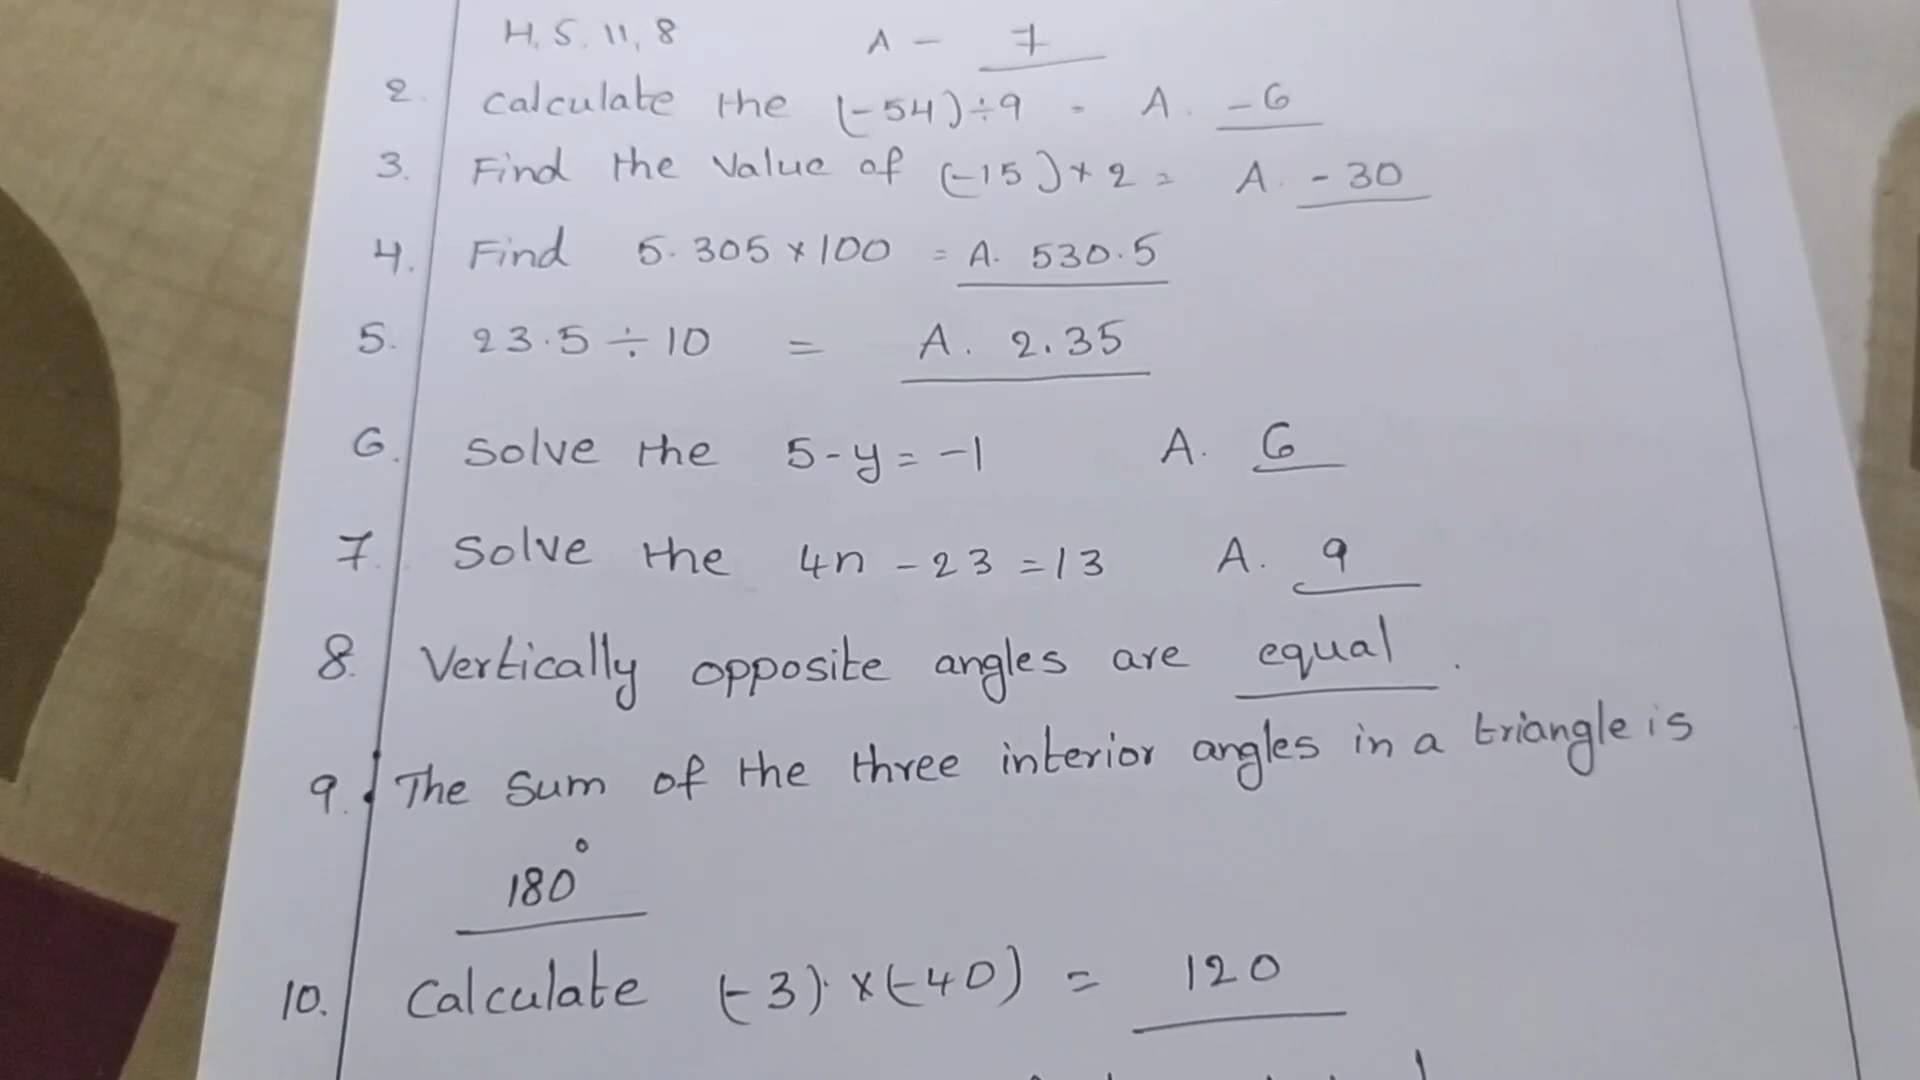 H. S. 11, 8 A - 7
2. Calculate the (-54) ÷ 9 = A. -6
3. Find the Value of (-15) × 2 = A. -30
4. Find 5.305 × 100 = A. 530.5
5. 23.5 ÷ 10 = A. 2.35
6. Solve the 5 - y = -1 A. 6
7. Solve the 4n - 23 = 13 A. 9
8. Vertically opposite angles are equal.
9. The Sum of the three interior angles in a triangle is
180°
10. Calculate (-3) × (-40) = 120